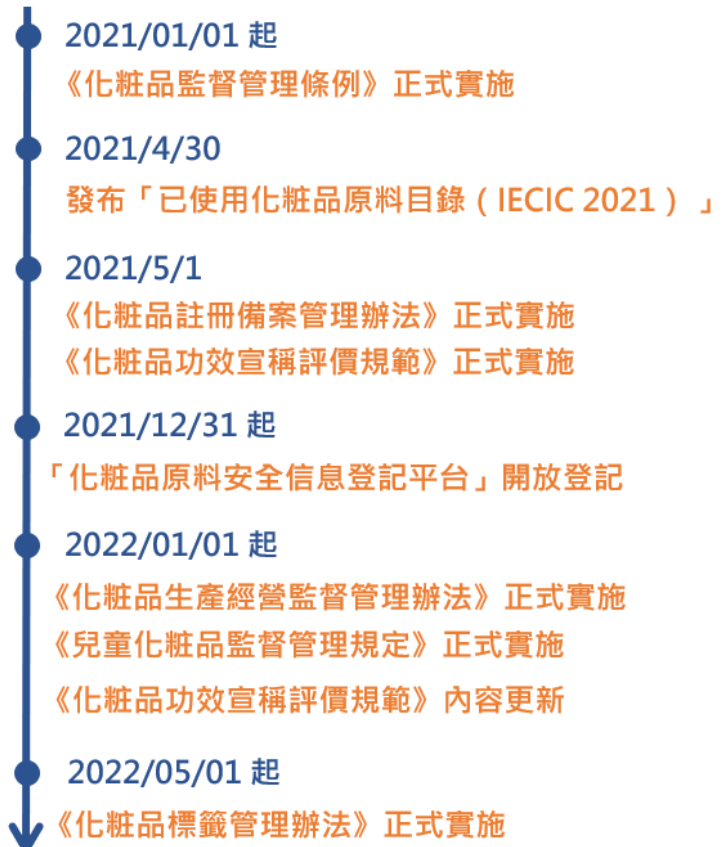 2021/01/01 起
《化粧品監督管理條例》正式實施
2021/4/30
發布「已使用化粧品原料目錄（IECIC 2021）」
2021/5/1
《化粧品註冊備案管理辦法》正式實施
《化粧品功效宣稱評價規範》正式實施
2021/12/31 起
「化粧品原料安全信息登記平台」開放登記
2022/01/01 起
《化粧品生產經營監督管理辦法》正式實施
《兒童化粧品監督管理規定》正式實施
《化粧品功效宣稱評價規範》內容更新
2022/05/01 起
《化粧品標籤管理辦法》正式實施